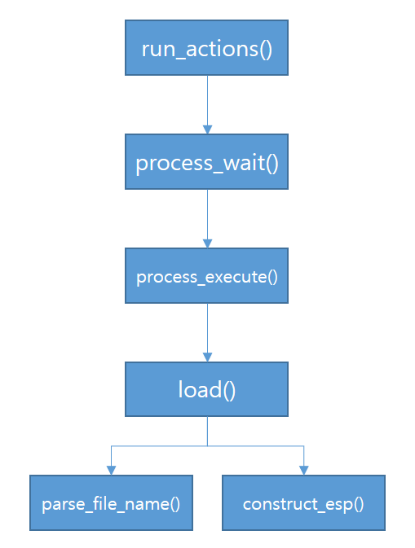 run_actions()
process_wait()
process_execute()
load()
parse_file_name()
construct_esp()